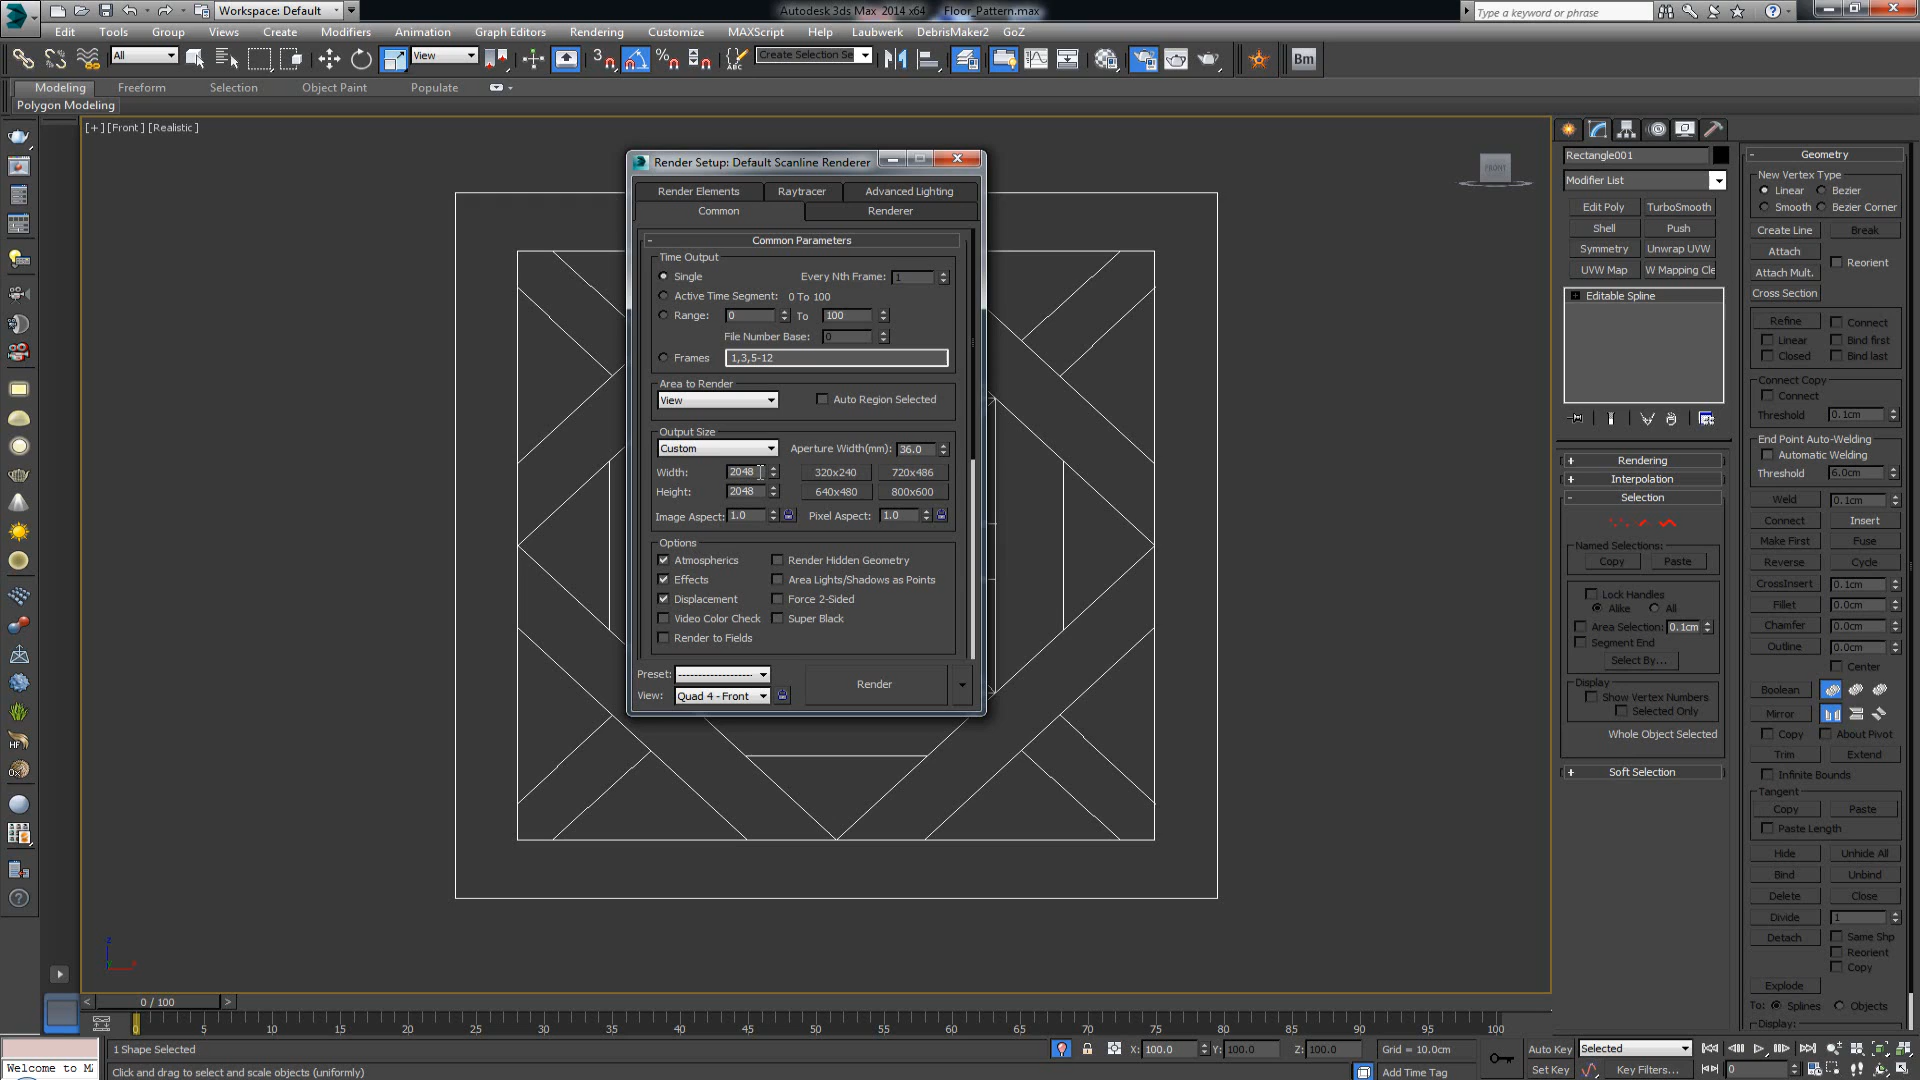 Workspace: Default
Autodesk 3ds Max 2014 x64 Floor_Pattern.max
Type a keyword or phrase
Edit Tools Group Views Create Modifiers Animation Graph Editors Rendering Customize MAXScript Help Laubwerk DebrisMaker2 GoZ
All View Create Selection Se Bm
Modeling Freeform Selection Object Paint Populate
Polygon Modeling
[+] [Front] [Realistic]
FRONT
Render Setup: Default Scanline Renderer
Render Elements Raytracer Advanced Lighting
Common Renderer
- Common Parameters
Time Output
Single Every Nth Frame: 1
Active Time Segment: 0 To 100
Range: 0 To 100
File Number Base: 0
Frames 1,3,5-12
Area to Render
View Auto Region Selected
Output Size
Custom Aperture Width(mm): 36.0
Width: 2048 320x240 720x486
Height: 2048 640x480 800x600
Image Aspect: 1.0 Pixel Aspect: 1.0
Options
Atmospherics Render Hidden Geometry
Effects Area Lights/Shadows as Points
Displacement Force 2-Sided
Video Color Check Super Black
Render to Fields
Preset: --------------------
View: Quad 4 - Front Render
Rectangle001
Modifier List
Edit Poly TurboSmooth
Shell Push
Symmetry Unwrap UVW
UVW Map W Mapping Cle
Editable Spline
+ Rendering
+ Interpolation
- Selection
Named Selections:
Copy Paste
Lock Handles
Alike All
Area Selection: 0.1cm
Segment End
Select By...
Display
Show Vertex Numbers
Selected Only
Whole Object Selected
+ Soft Selection
- Geometry
New Vertex Type
Linear Bezier
Smooth Bezier Corner
Create Line Break
Attach Reorient
Attach Mult.
Cross Section
Refine Connect
Linear Bind first
Closed Bind last
Connect Copy
Connect
Threshold 0.1cm
End Point Auto-Welding
Automatic Welding
Threshold 6.0cm
Weld 0.1cm
Connect Insert
Make First Fuse
Reverse Cycle
CrossInsert 0.1cm
Fillet 0.0cm
Chamfer 0.0cm
Outline 0.0cm
Center
Boolean
Mirror
Copy About Pivot
Trim Extend
Infinite Bounds
Tangent
Copy Paste
Paste Length
Hide Unhide All
Bind Unbind
Delete Close
Divide 1
Detach Same Shp
Reorient
Copy
Explode
To: Splines Objects
Display:
z
x
HF
< 0 / 100 >
0 5 10 15 20 25 30 35 40 45 50 55 60 65 70 75 80 85 90 95 100
1 Shape Selected X: 100.0 Y: 100.0 Z: 100.0 Grid = 10.0cm Auto Key Selected
Welcome to M Click and drag to select and scale objects (uniformly) Add Time Tag Set Key Key Filters... 0